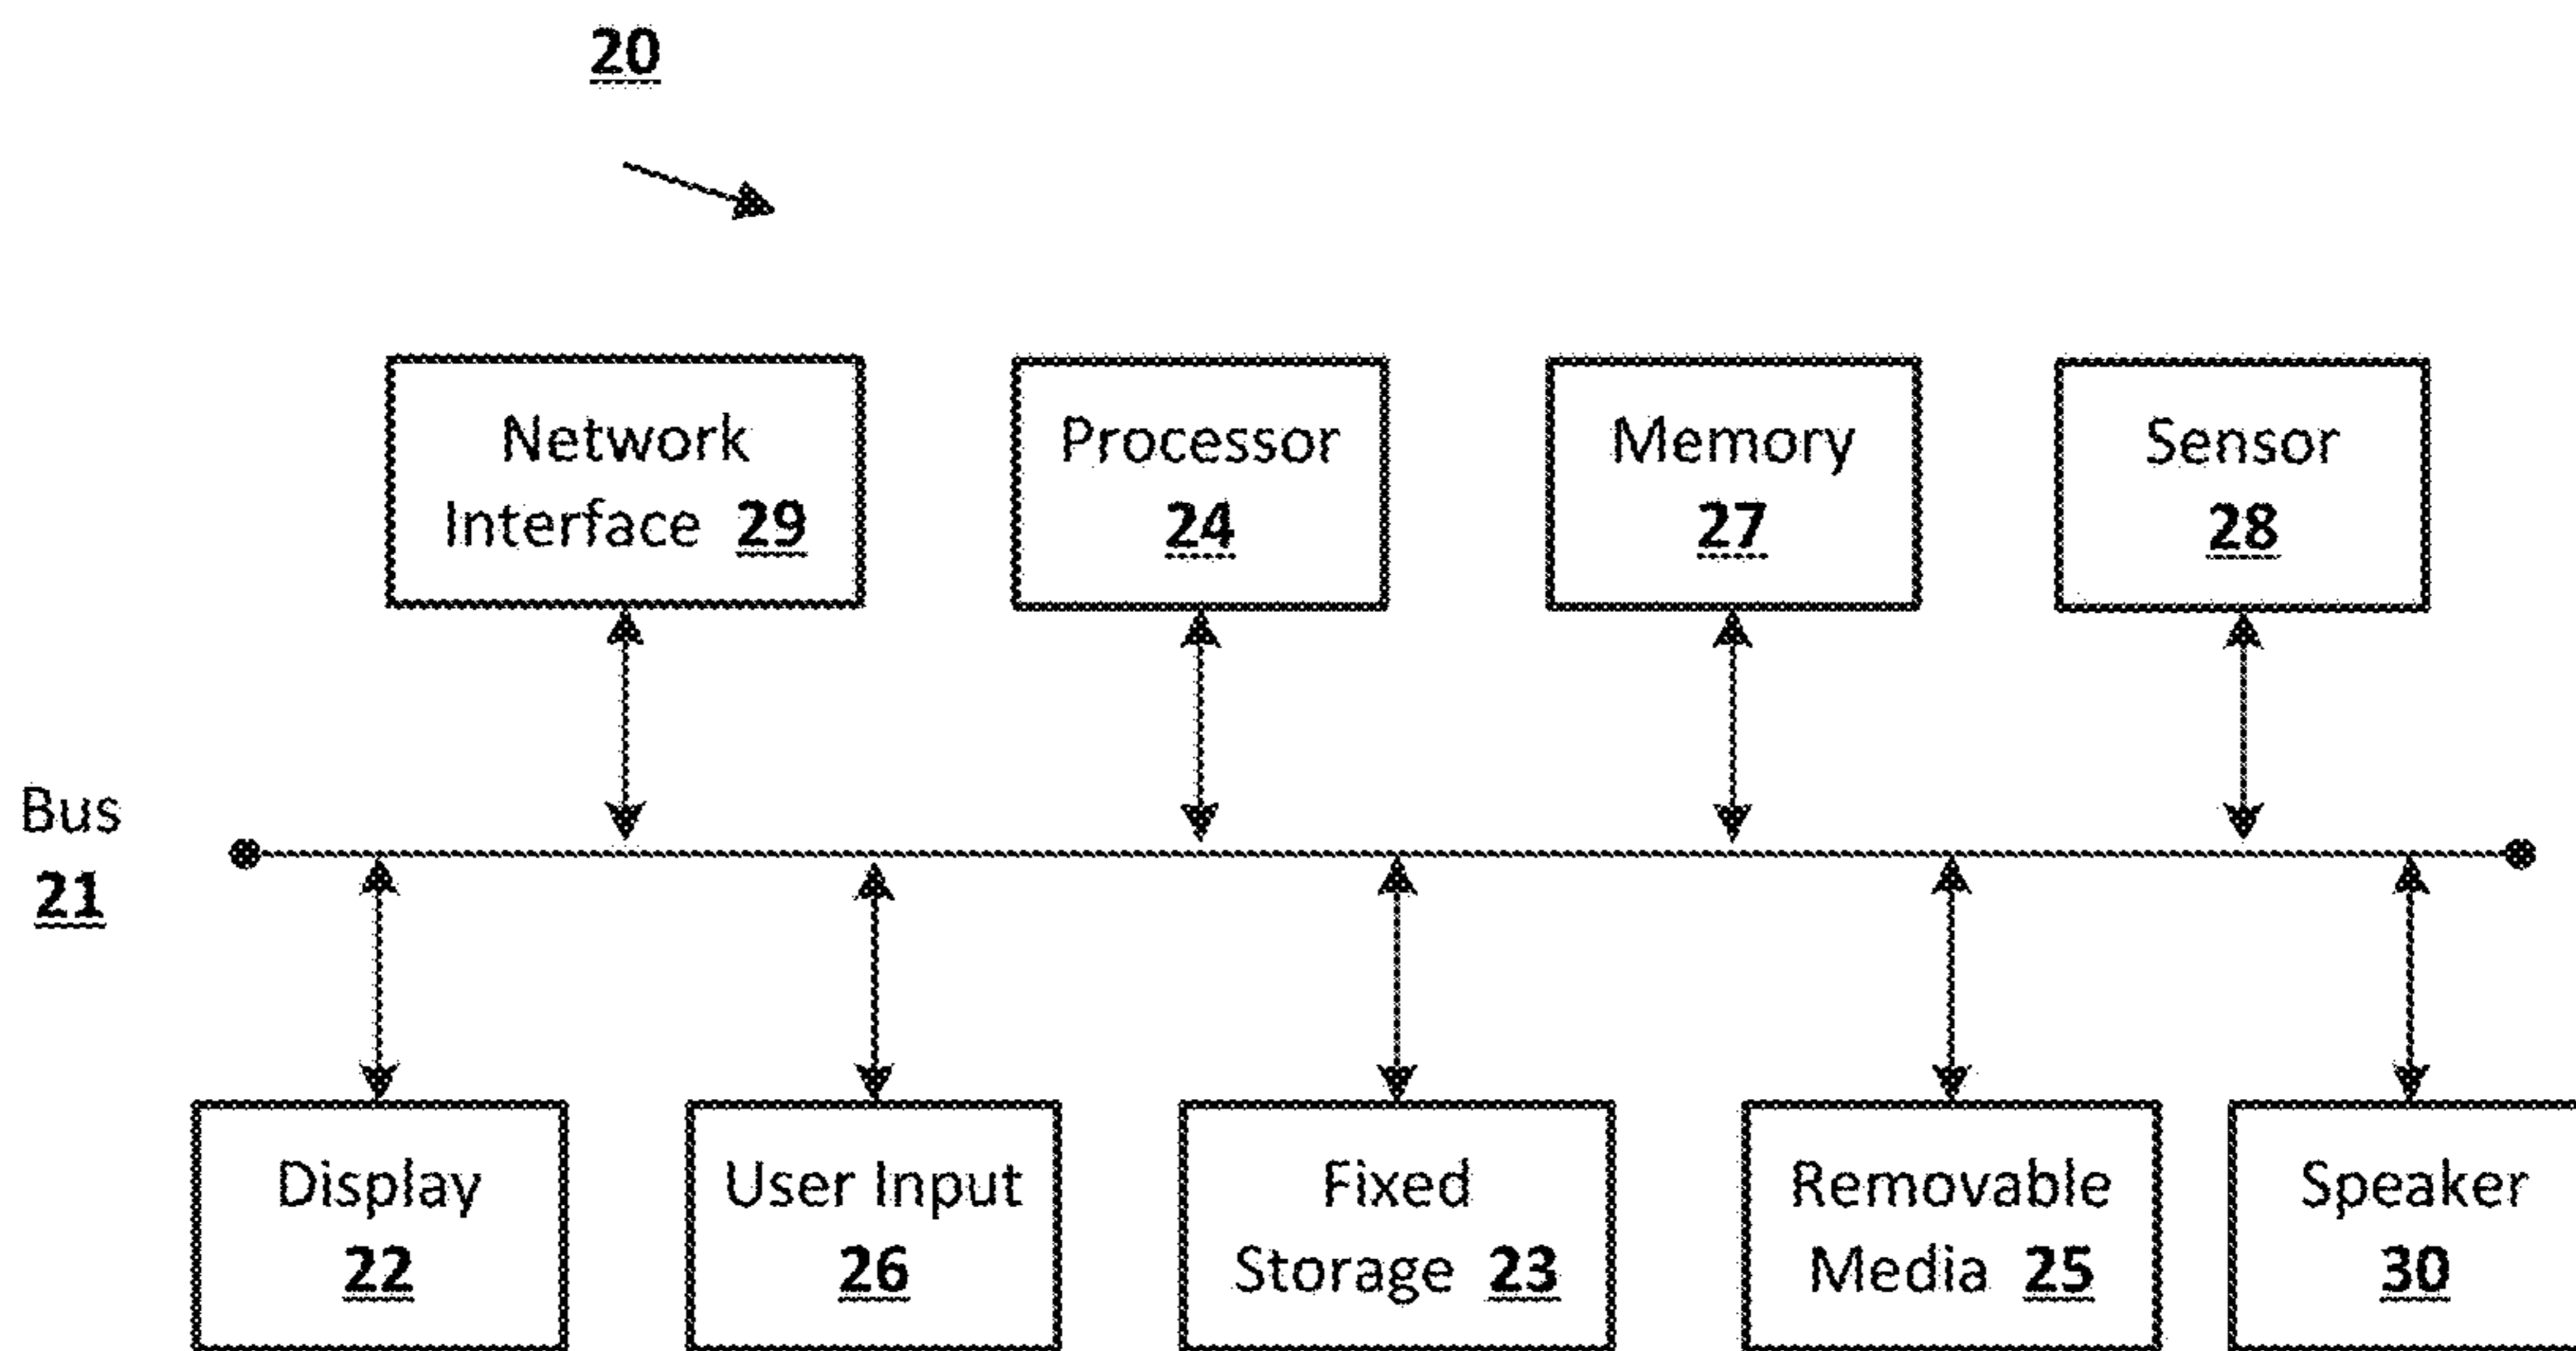 20
Network
Interface 29
Processor
24
Memory
27
Sensor
28
Bus
21
Display
22
User Input
26
Fixed
Storage 23
Removable
Media 25
Speaker
30